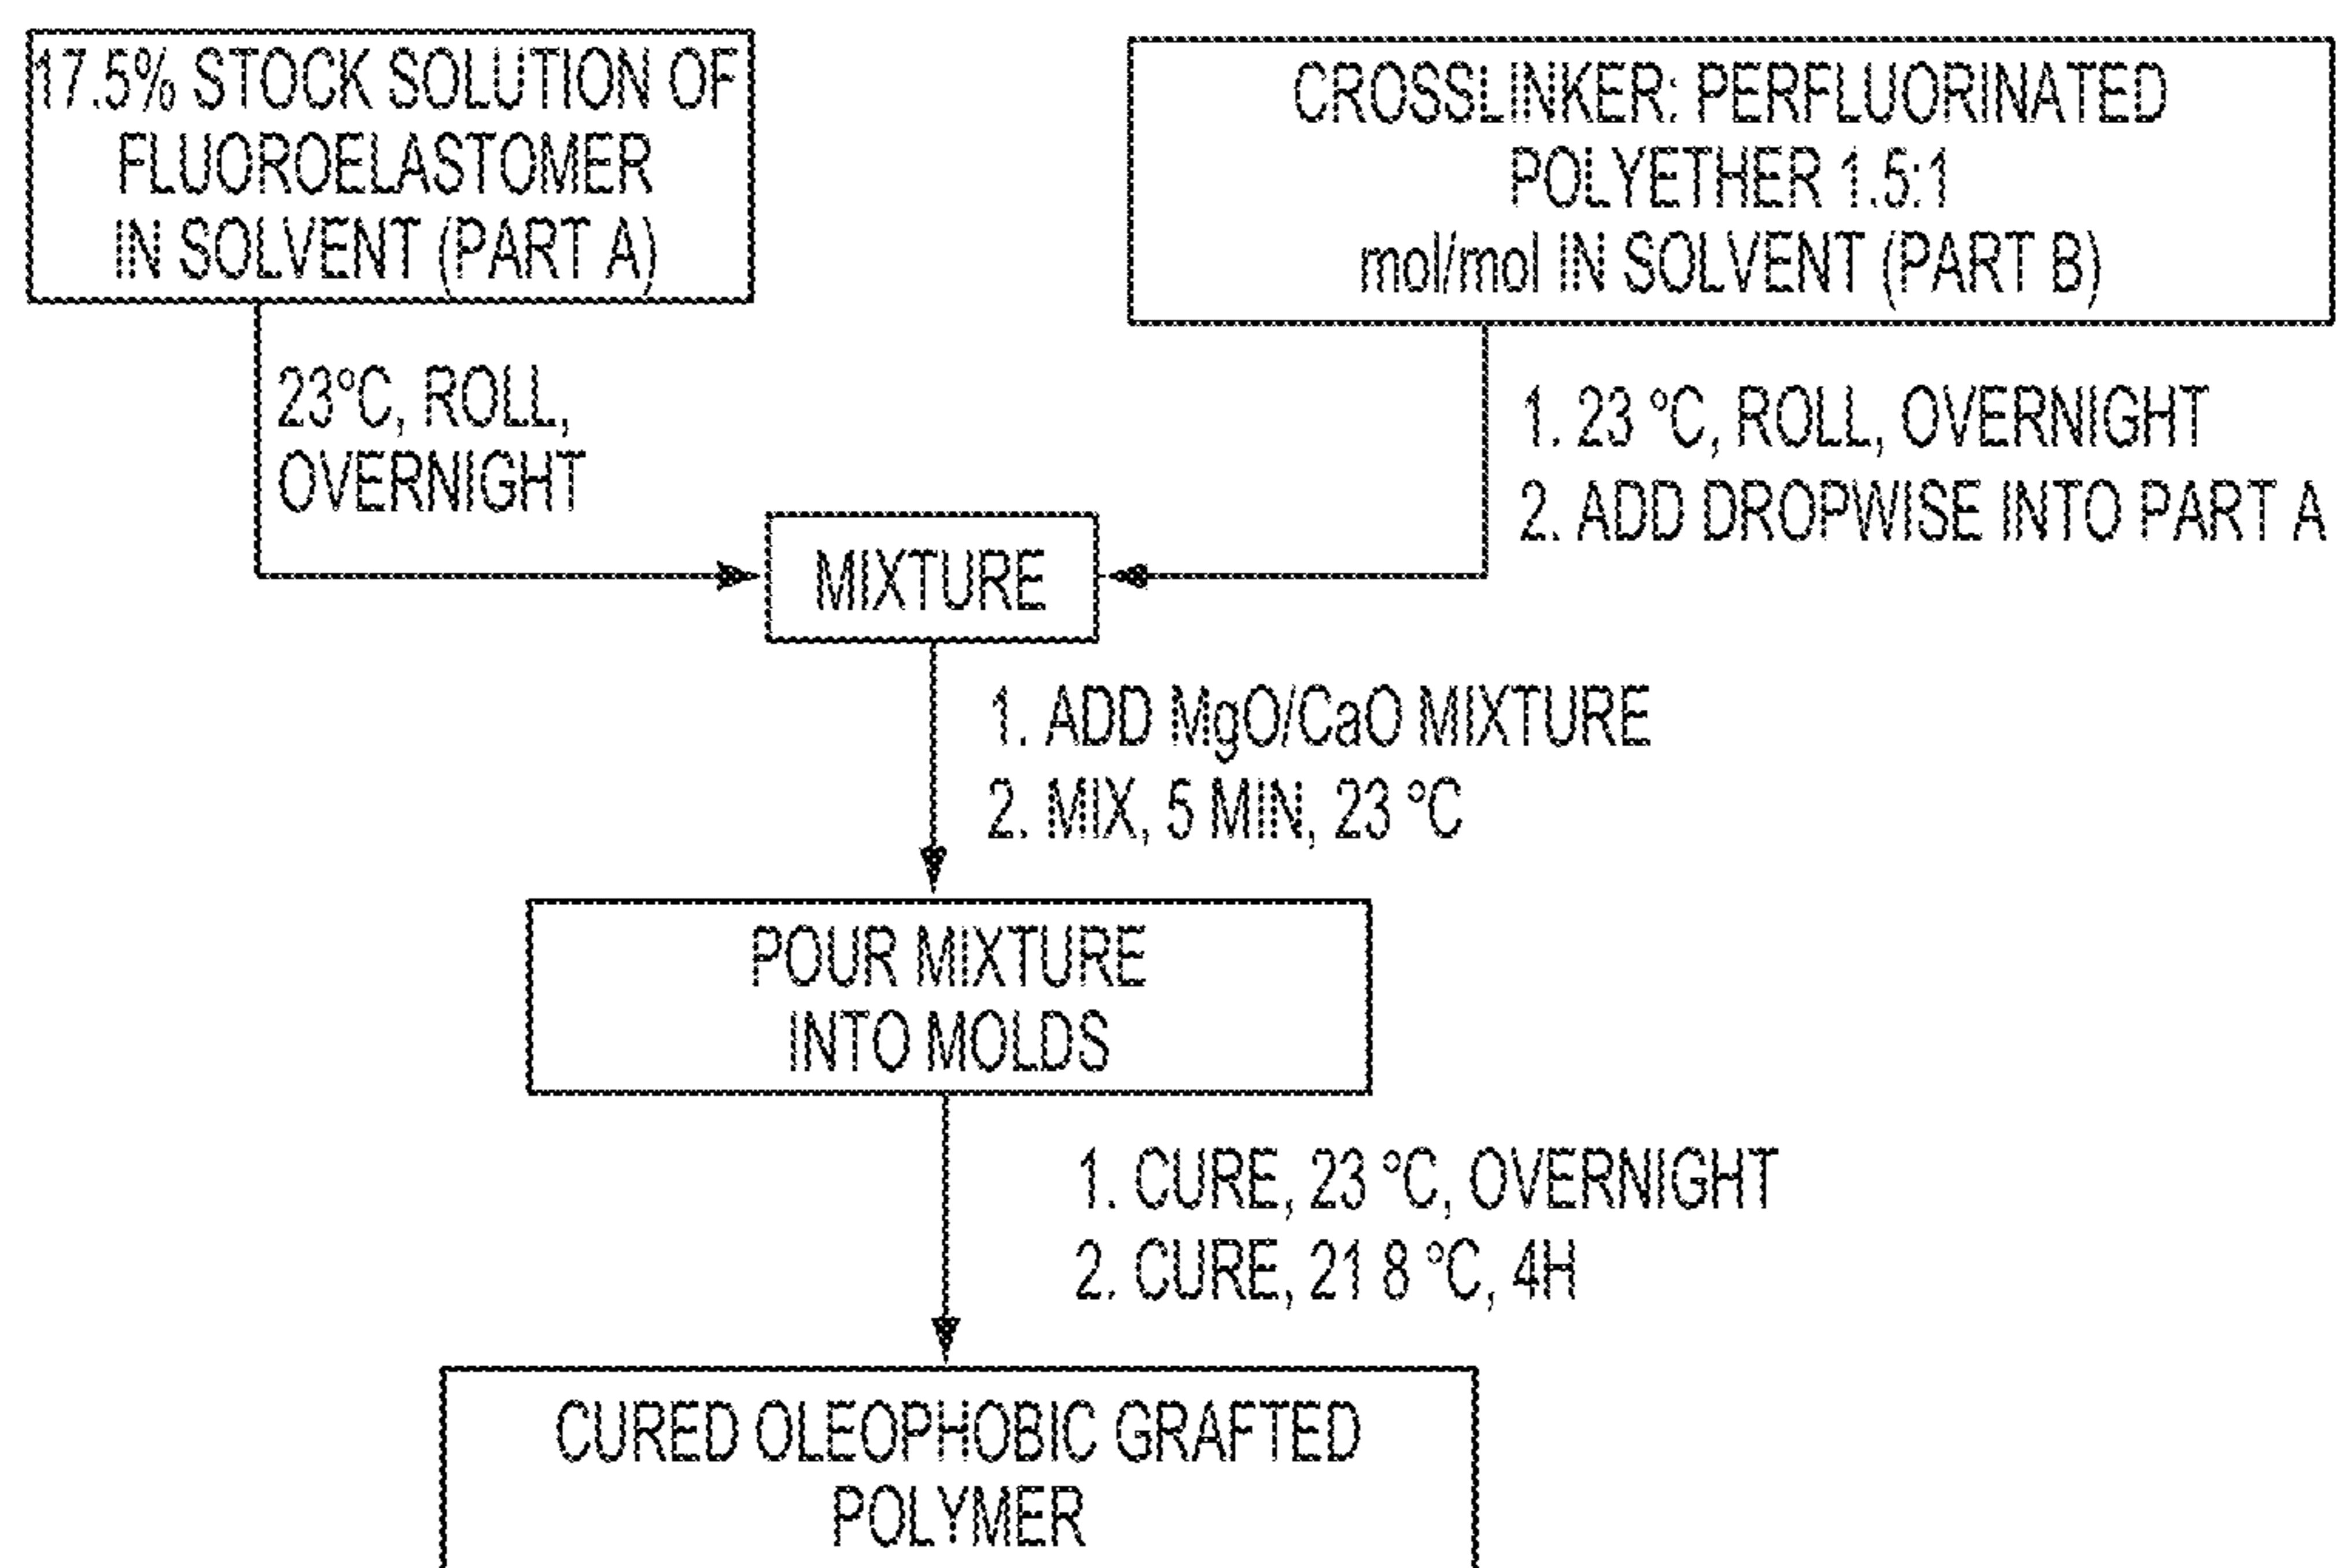 17.5% STOCK SOLUTION OF
FLUOROELASTOMER
IN SOLVENT (PART A)
CROSSLINKER: PERFLUORINATED
POLYETHER 1.5:1
mol/mol IN SOLVENT (PART B)
23°C, ROLL,
OVERNIGHT
1. 23 °C, ROLL, OVERNIGHT
2. ADD DROPWISE INTO PART A
MIXTURE
1. ADD MgO/CaO MIXTURE
2. MIX, 5 MIN, 23 °C
POUR MIXTURE
INTO MOLDS
1. CURE, 23 °C, OVERNIGHT
2. CURE, 21 8 °C, 4H
CURED OLEOPHOBIC GRAFTED
POLYMER